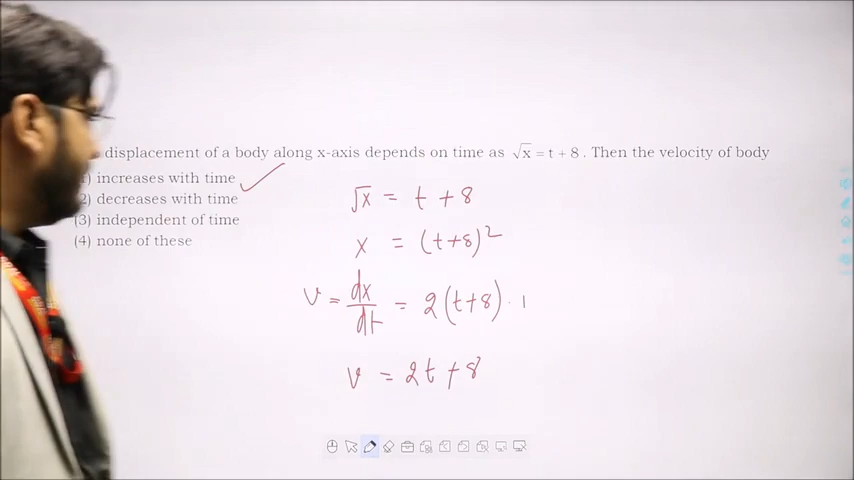 displacement of a body along x-axis depends on time as √x = t + 8 . Then the velocity of body
1) increases with time
2) decreases with time
(3) independent of time
(4) none of these
√x = t + 8
x = (t+8)²
v = dx/dt = 2(t+8) · 1
v = 2t + 8